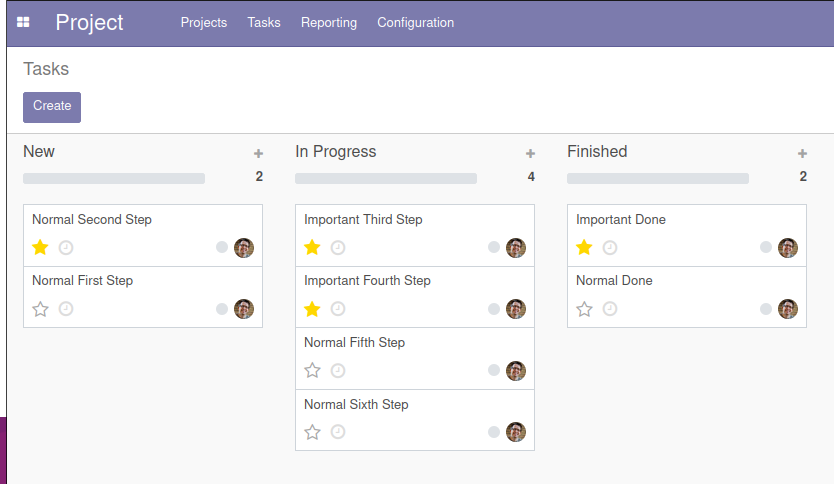 Project
Projects Tasks Reporting Configuration
Tasks
Create
New
2
Normal Second Step
Normal First Step
In Progress
4
Important Third Step
Important Fourth Step
Normal Fifth Step
Normal Sixth Step
Finished
2
Important Done
Normal Done